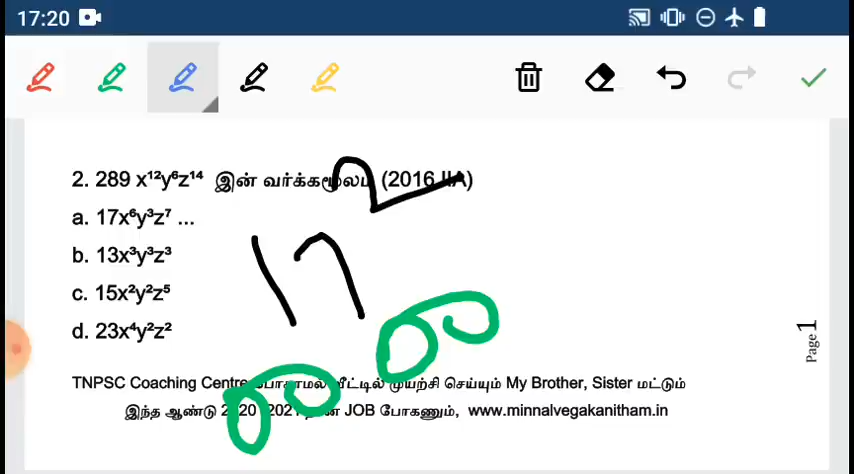 17:20
2. 289 x¹²y⁶z¹⁴ இன் வர்க்கமூலம் (2016 IIA)
a. 17x⁶y³z⁷ ...
b. 13x³y³z³
c. 15x²y²z⁵
d. 23x⁴y²z²
17
2
TNPSC Coaching Centre போகாமல் வீட்டில் முயற்சி செய்யும் My Brother, Sister மட்டும்
இந்த ஆண்டு 2020 2021 JOB போகணும், www.minnalvegakanitham.in
Page 1